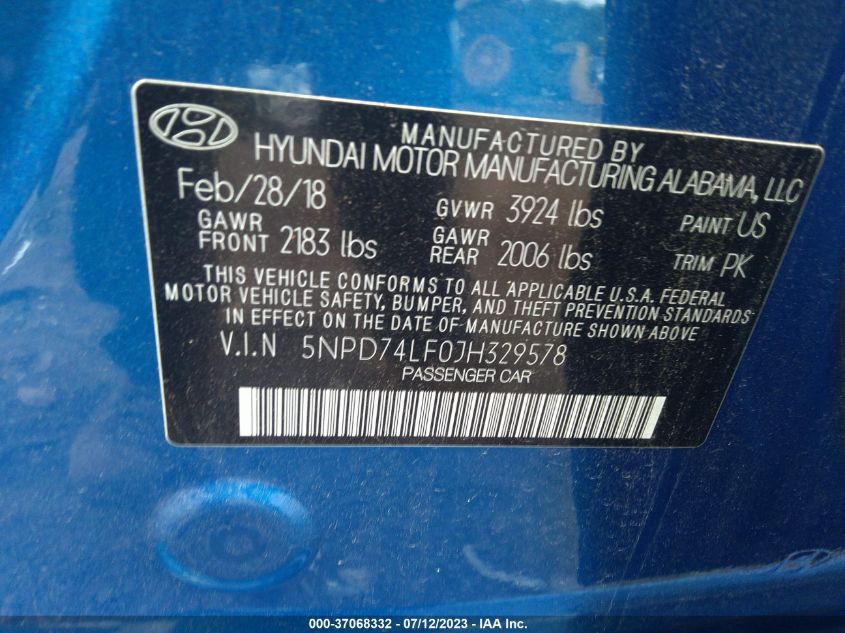 MANUFACTURED BY
HYUNDAI MOTOR MANUFACTURING ALABAMA, LLC
Feb/28/18 GVWR 3924 lbs PAINT US
GAWR FRONT 2183 lbs GAWR REAR 2006 lbs TRIM PK
THIS VEHICLE CONFORMS TO ALL APPLICABLE U.S.A. FEDERAL
MOTOR VEHICLE SAFETY, BUMPER, AND THEFT PREVENTION STANDARDS
IN EFFECT ON THE DATE OF MANUFACTURE SHOWN ABOVE
V.I.N 5NPD74LF0JH329578
PASSENGER CAR
000-37068332 - 07/12/2023 - IAA Inc.